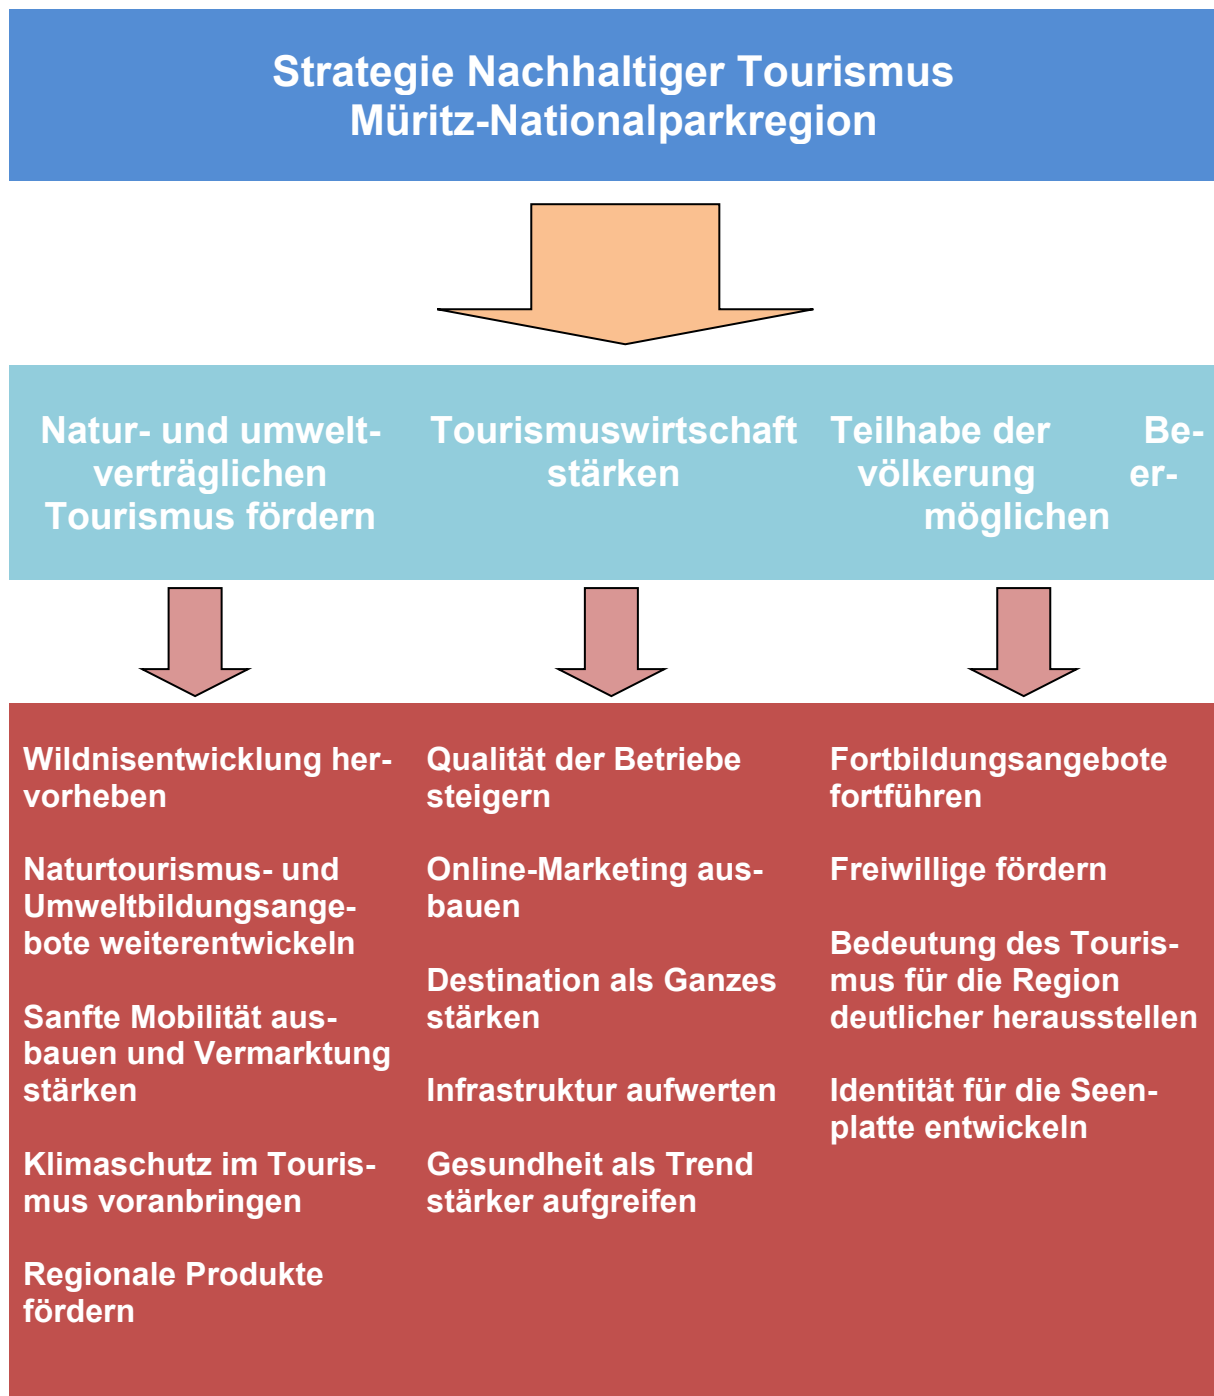 Strategie Nachhaltiger Tourismus
Müritz-Nationalparkregion
Natur- und umwelt-
verträglichen
Tourismus fördern
Tourismuswirtschaft
stärken
Teilhabe der Be-
völkerung er-
möglichen
Wildnisentwicklung her-
vorheben
Naturtourismus- und
Umweltbildungsange-
bote weiterentwickeln
Sanfte Mobilität aus-
bauen und Vermarktung
stärken
Klimaschutz im Touris-
mus voranbringen
Regionale Produkte
fördern
Qualität der Betriebe
steigern
Online-Marketing aus-
bauen
Destination als Ganzes
stärken
Infrastruktur aufwerten
Gesundheit als Trend
stärker aufgreifen
Fortbildungsangebote
fortführen
Freiwillige fördern
Bedeutung des Touris-
mus für die Region
deutlicher herausstellen
Identität für die Seen-
platte entwickeln